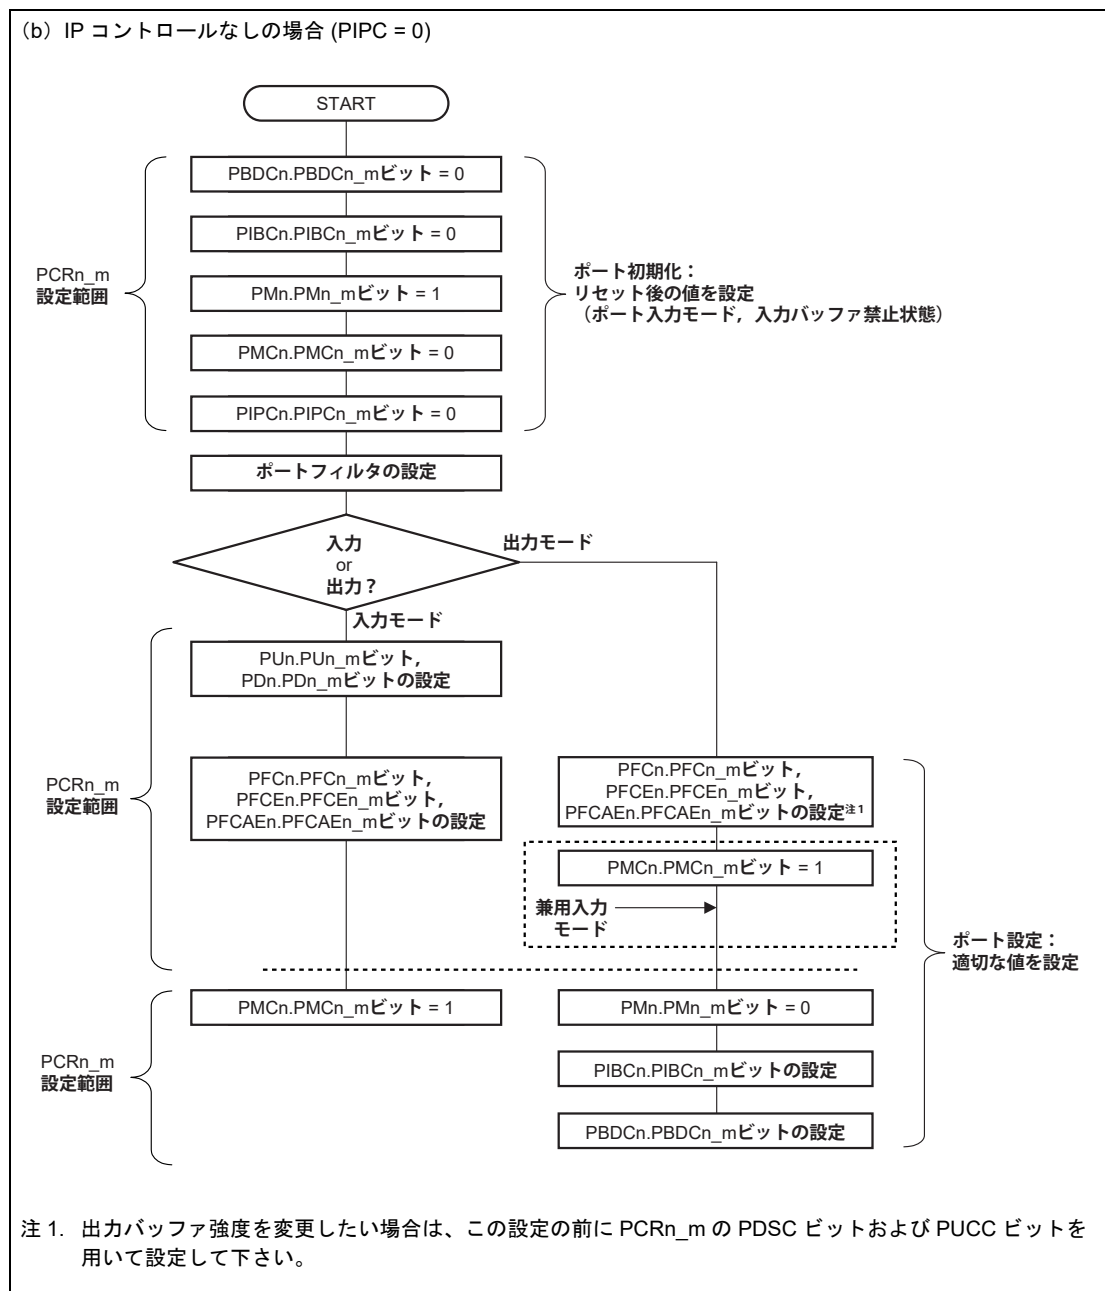 （b）IP コントロールなしの場合 (PIPC = 0)
START
PBDCn.PBDCn_mビット = 0
PIBCn.PIBCn_mビット = 0
PCRn_m
設定範囲
PMn.PMn_mビット = 1
ポート初期化：
リセット後の値を設定
（ポート入力モード，入力バッファ禁止状態）
PMCn.PMCn_mビット = 0
PIPCn.PIPCn_mビット = 0
ポートフィルタの設定
入力
or
出力？
出力モード
入力モード
PUn.PUn_mビット,
PDn.PDn_mビットの設定
PCRn_m
設定範囲
PFCn.PFCn_mビット,
PFCEn.PFCEn_mビット,
PFCAEn.PFCAEn_mビットの設定
PFCn.PFCn_mビット,
PFCEn.PFCEn_mビット,
PFCAEn.PFCAEn_mビットの設定注1
PMCn.PMCn_mビット = 1
兼用入力
モード
ポート設定：
適切な値を設定
PMCn.PMCn_mビット = 1
PMn.PMn_mビット = 0
PCRn_m
設定範囲
PIBCn.PIBCn_mビットの設定
PBDCn.PBDCn_mビットの設定
注 1. 出力バッファ強度を変更したい場合は、この設定の前に PCRn_m の PDSC ビットおよび PUCC ビットを
用いて設定して下さい。